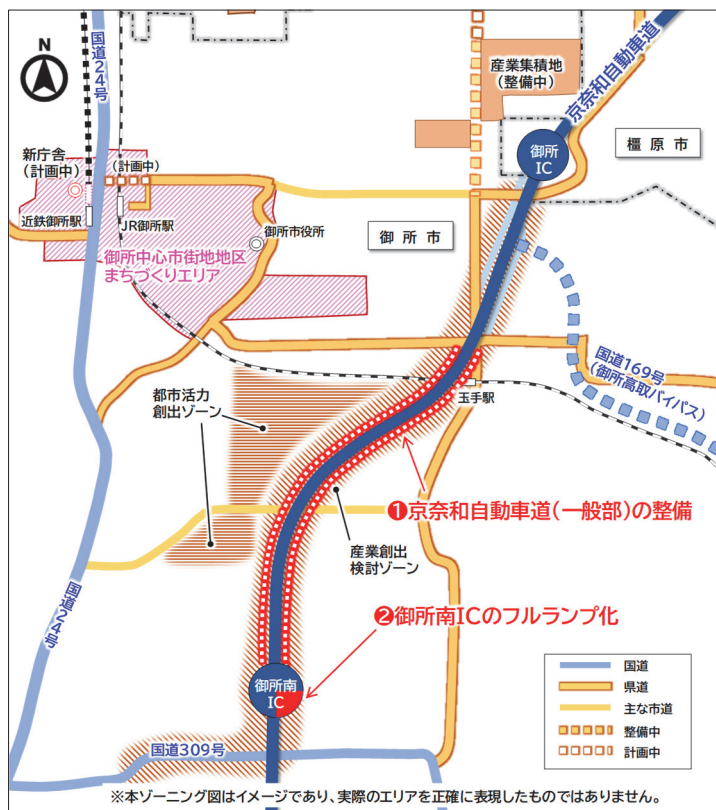 N
国道24号
産業集積地
(整備中)
京奈和自動車道
御所
IC
橿原市
新庁舎
(計画中)
(計画中)
近鉄御所駅
JR御所駅
御所市役所
御所市
御所中心市街地地区
まちづくりエリア
国道169号
(御所高取バイパス)
都市活力
創出ゾーン
玉手駅
❶京奈和自動車道(一般部)の整備
産業創出
検討ゾーン
国道24号
❷御所南ICのフルランプ化
御所南
IC
国道309号
国道
県道
主な市道
整備中
計画中
※本ゾーニング図はイメージであり、実際のエリアを正確に表現したものではありません。